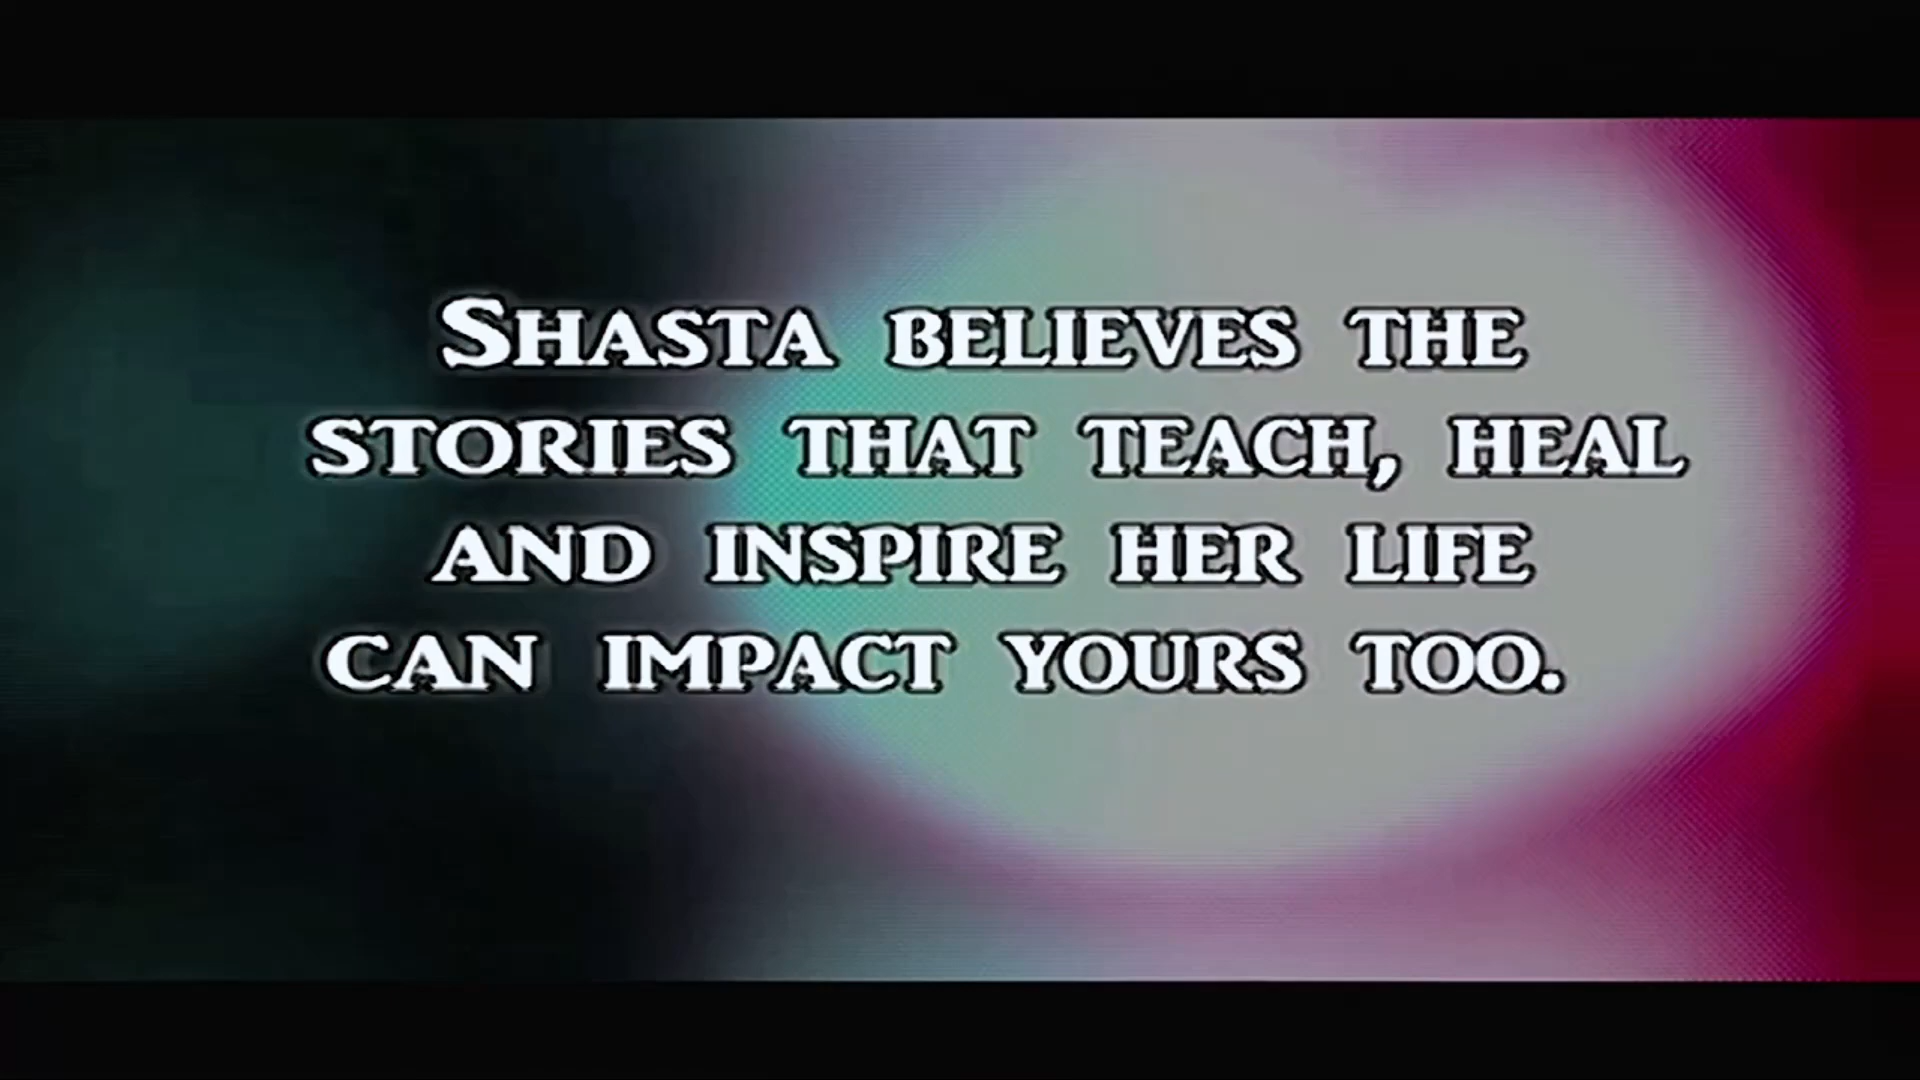 Shasta believes the
stories that teach, heal
and inspire her life
can impact yours too.